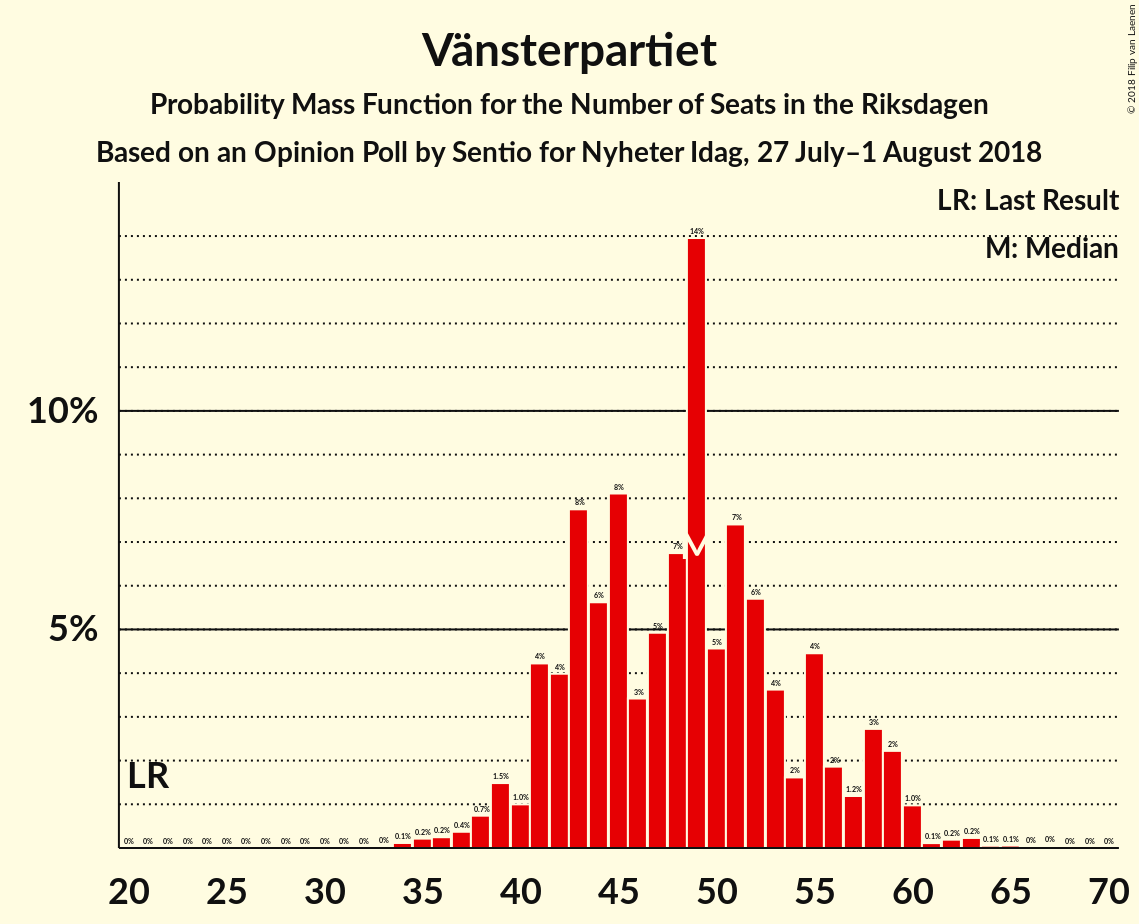 © 2018 Filip van Laenen
Vänsterpartiet
Probability Mass Function for the Number of Seats in the Riksdagen
Based on an Opinion Poll by Sentio for Nyheter Idag, 27 July–1 August 2018
LR: Last Result
M: Median
10%
5%
LR
0% 0% 0% 0% 0% 0% 0% 0% 0% 0% 0% 0% 0% 0% 0.1% 0.2% 0.2% 0.4% 0.7% 1.5% 1.0% 4% 4% 8% 6% 8% 3% 5% 7% 14% 5% 7% 6% 4% 2% 4% 2% 1.2% 3% 2% 1.0% 0.1% 0.2% 0.2% 0.1% 0.1% 0% 0% 0% 0% 0%
20 25 30 35 40 45 50 55 60 65 70